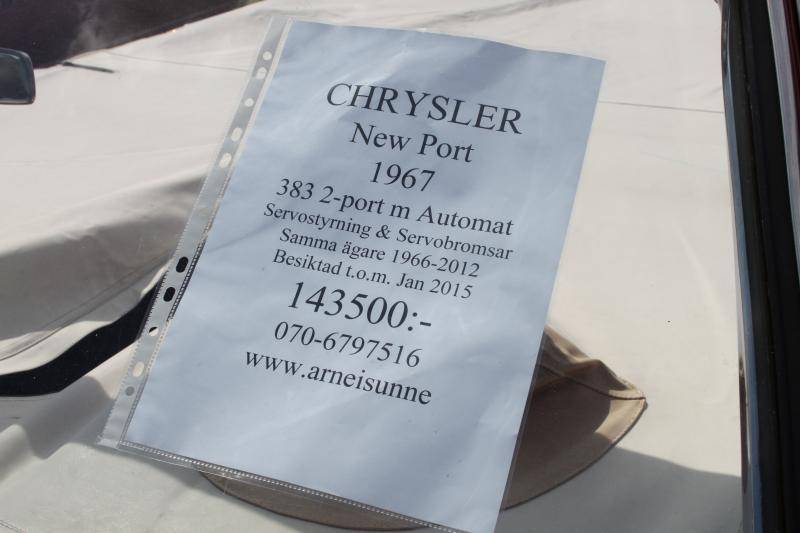 CHRYSLER
New Port
1967
383 2-port m Automat
Servostyrning & Servobromsar
Samma ägare 1966-2012
Besiktad t.o.m. Jan 2015
143500:-
070-6797516
www.arneisunne